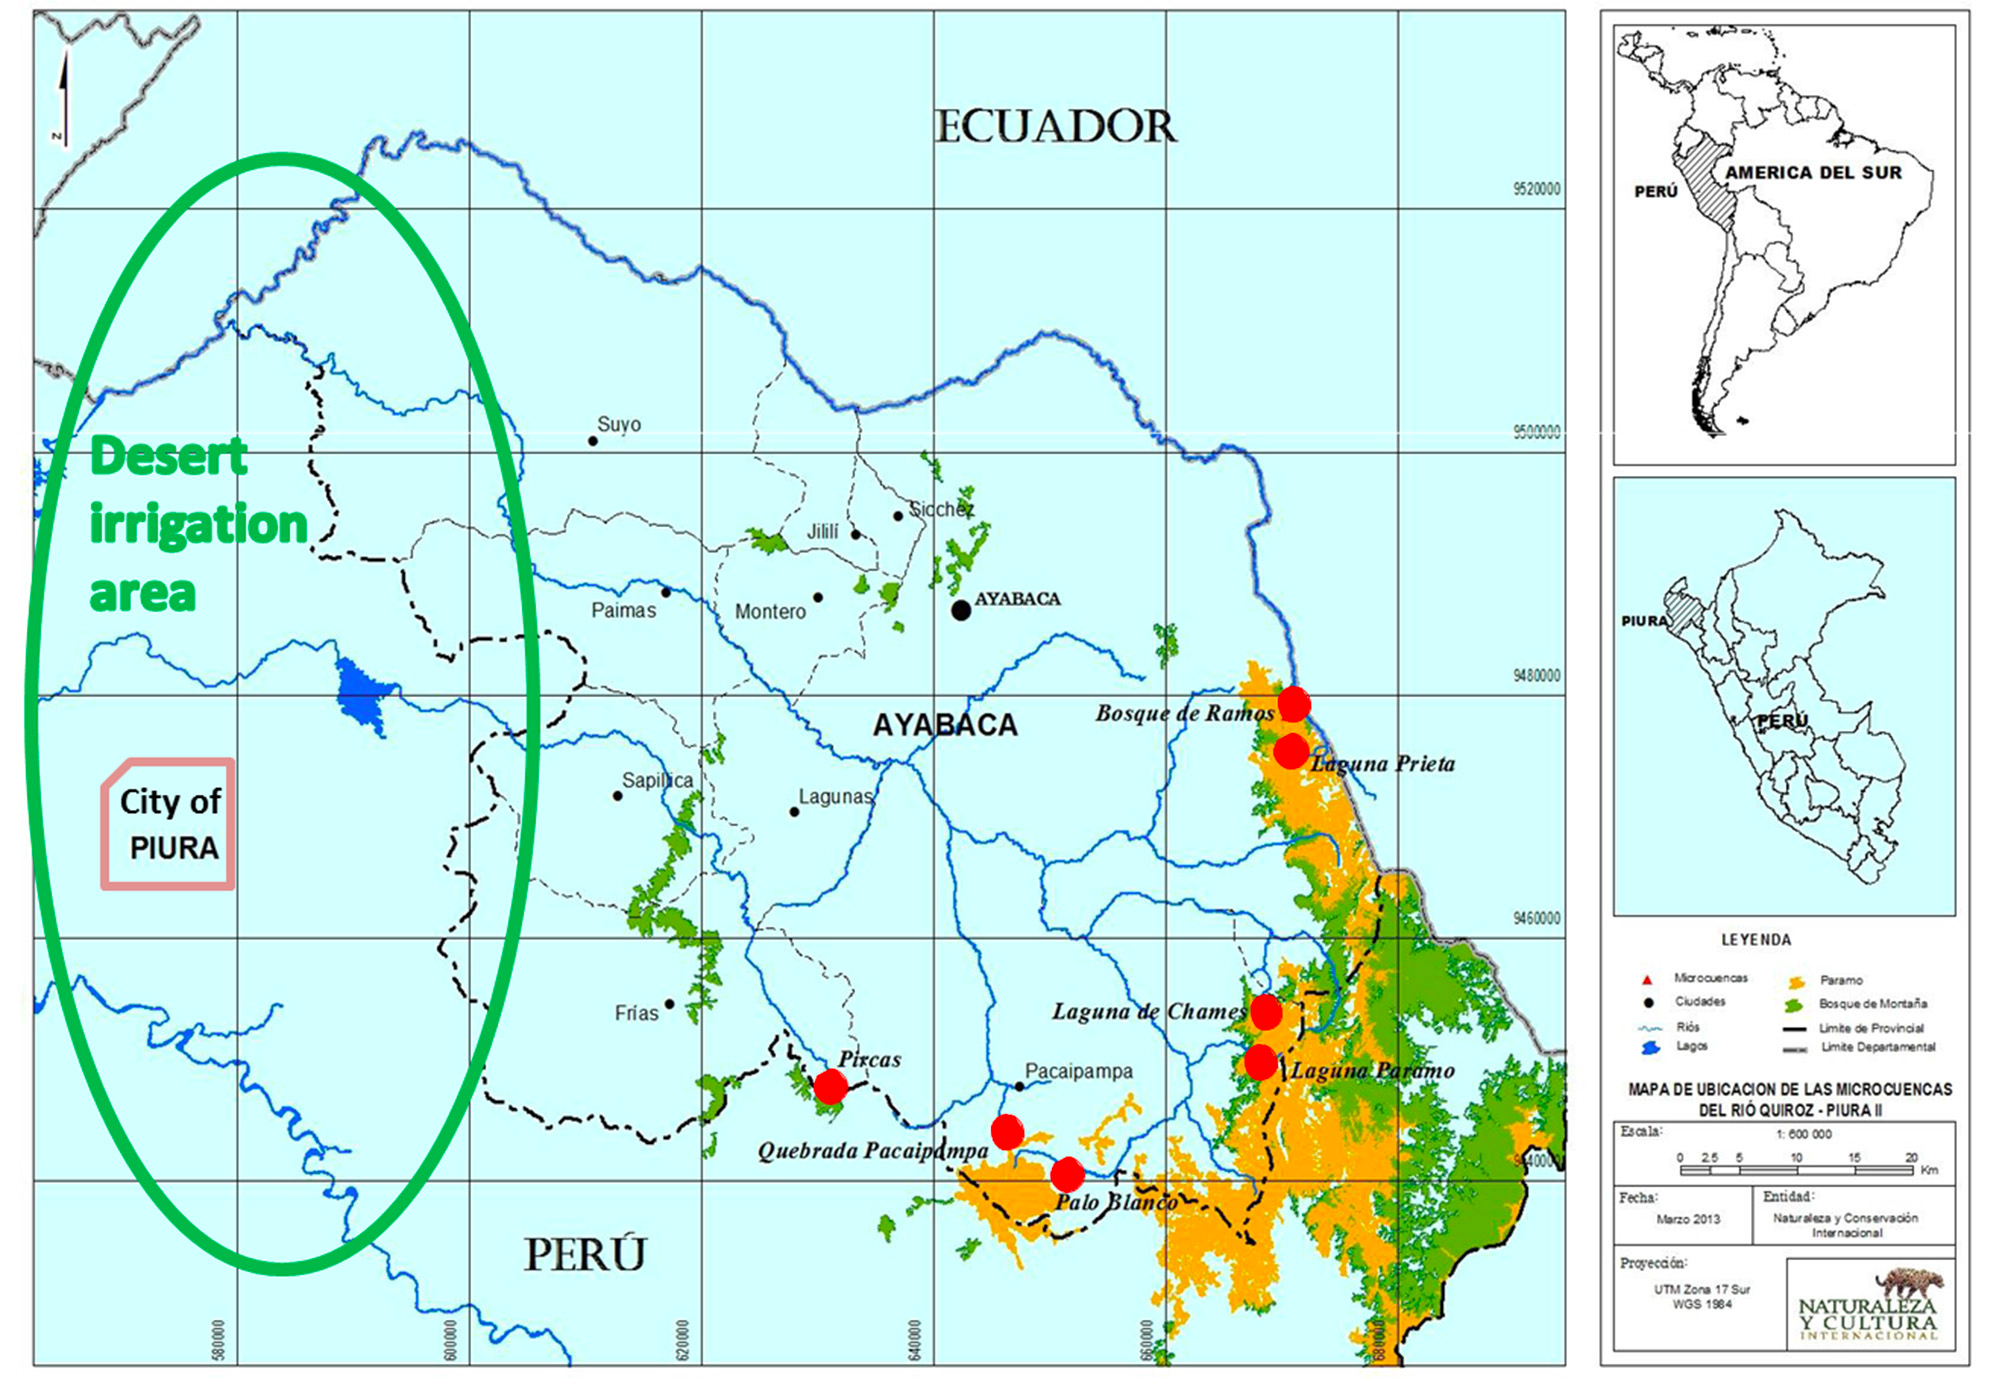 N
ECUADOR
9520000
Suyo
9500000
Desert
irrigation
area
Sicchez
Jililí
Paimas
Montero
AYABACA
9480000
Bosque de Ramos
AYABACA
Laguna Prieta
City of
PIURA
Sapilica
Lagunas
9460000
Frías
Laguna de Chames
Pircas
Pacaipampa
Laguna Paramo
Quebrada Pacaipampa
9440000
Palo Blanco
PERÚ
580000
600000
620000
640000
660000
680000
AMERICA DEL SUR
PERÚ
PIURA
PERÚ
LEYENDA
Microcuencas
Ciudades
Riós
Lagos
Paramo
Bosque de Montaña
Limite de Provincial
Limite Departamental
MAPA DE UBICACION DE LAS MICROCUENCAS
DEL RIÓ QUIROZ - PIURA II
Escala:
1: 600 000
0 2.5 5 10 15 20
Km
Fecha:
Marzo 2013
Entidad:
Naturaleza y Conservación
Internacional
Proyección:
UTM Zona 17 Sur
WGS 1984
NATURALEZA
Y CULTURA
INTERNACIONAL